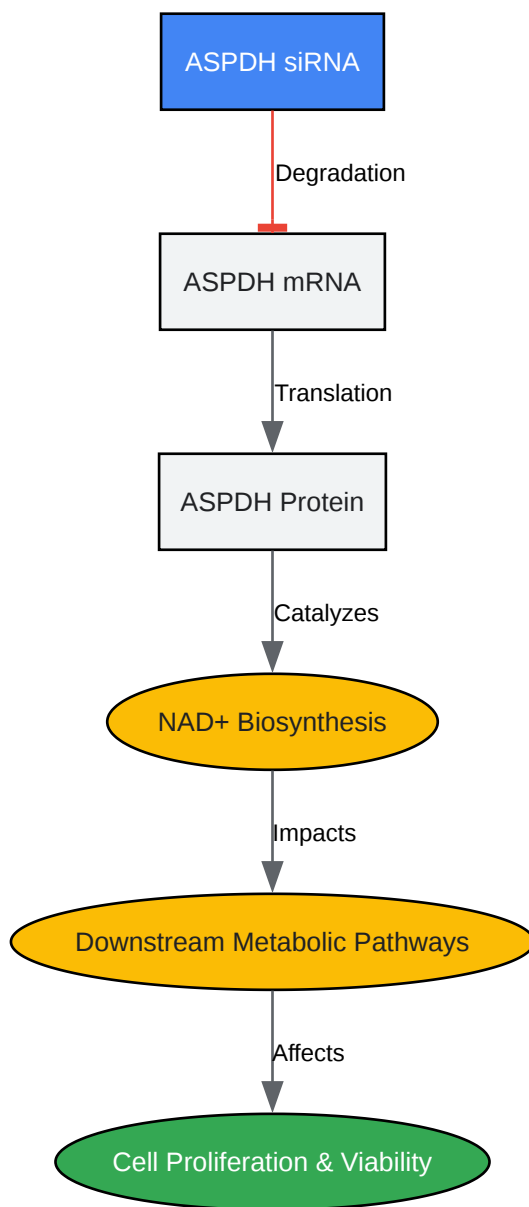 ASPDH siRNA
Degradation
ASPDH mRNA
Translation
ASPDH Protein
Catalyzes
NAD+ Biosynthesis
Impacts
Downstream Metabolic Pathways
Affects
Cell Proliferation & Viability